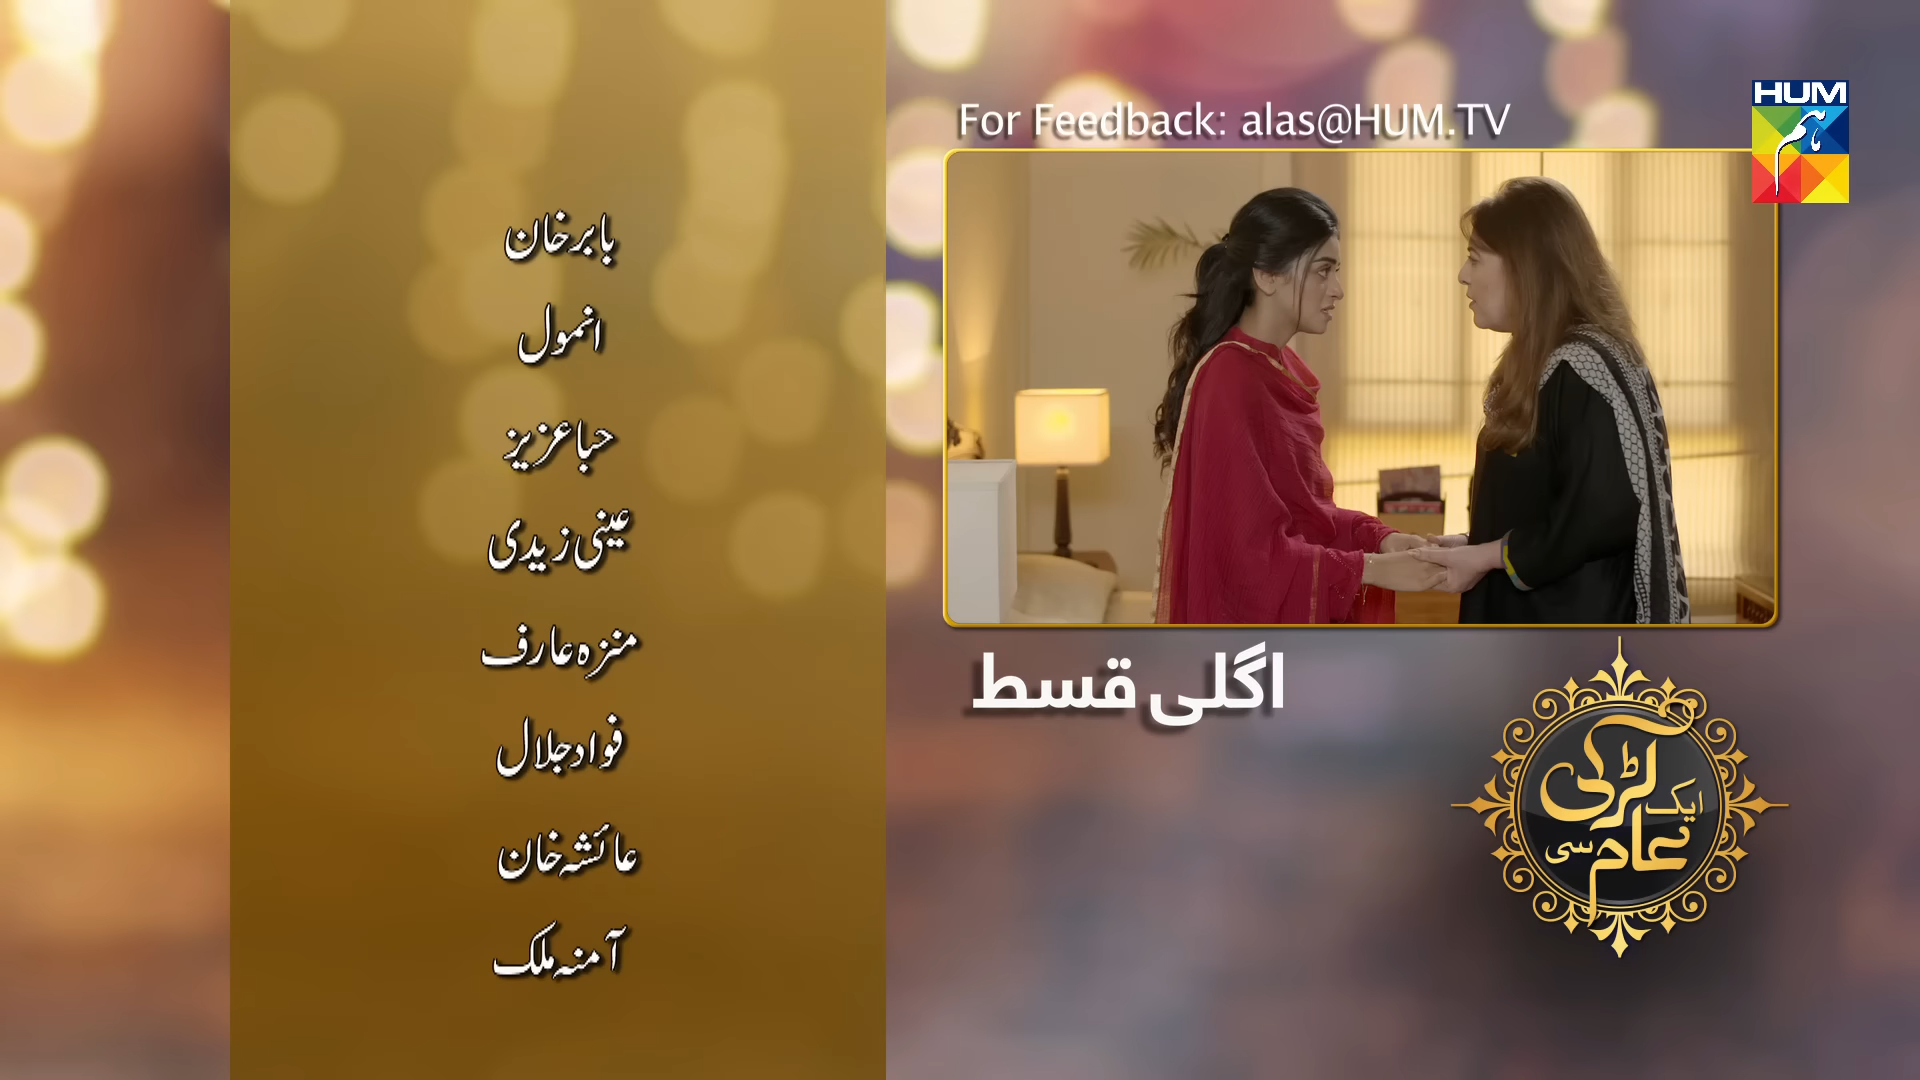 بابر خان
انمول
حبا عزیز
عینی زیدی
منزہ عارف
فواد جلال
عائشہ خان
آمنہ ملک
For Feedback: alas@HUM.TV
HUM
ہم
اگلی قسط
ایک لڑکی
عام سی